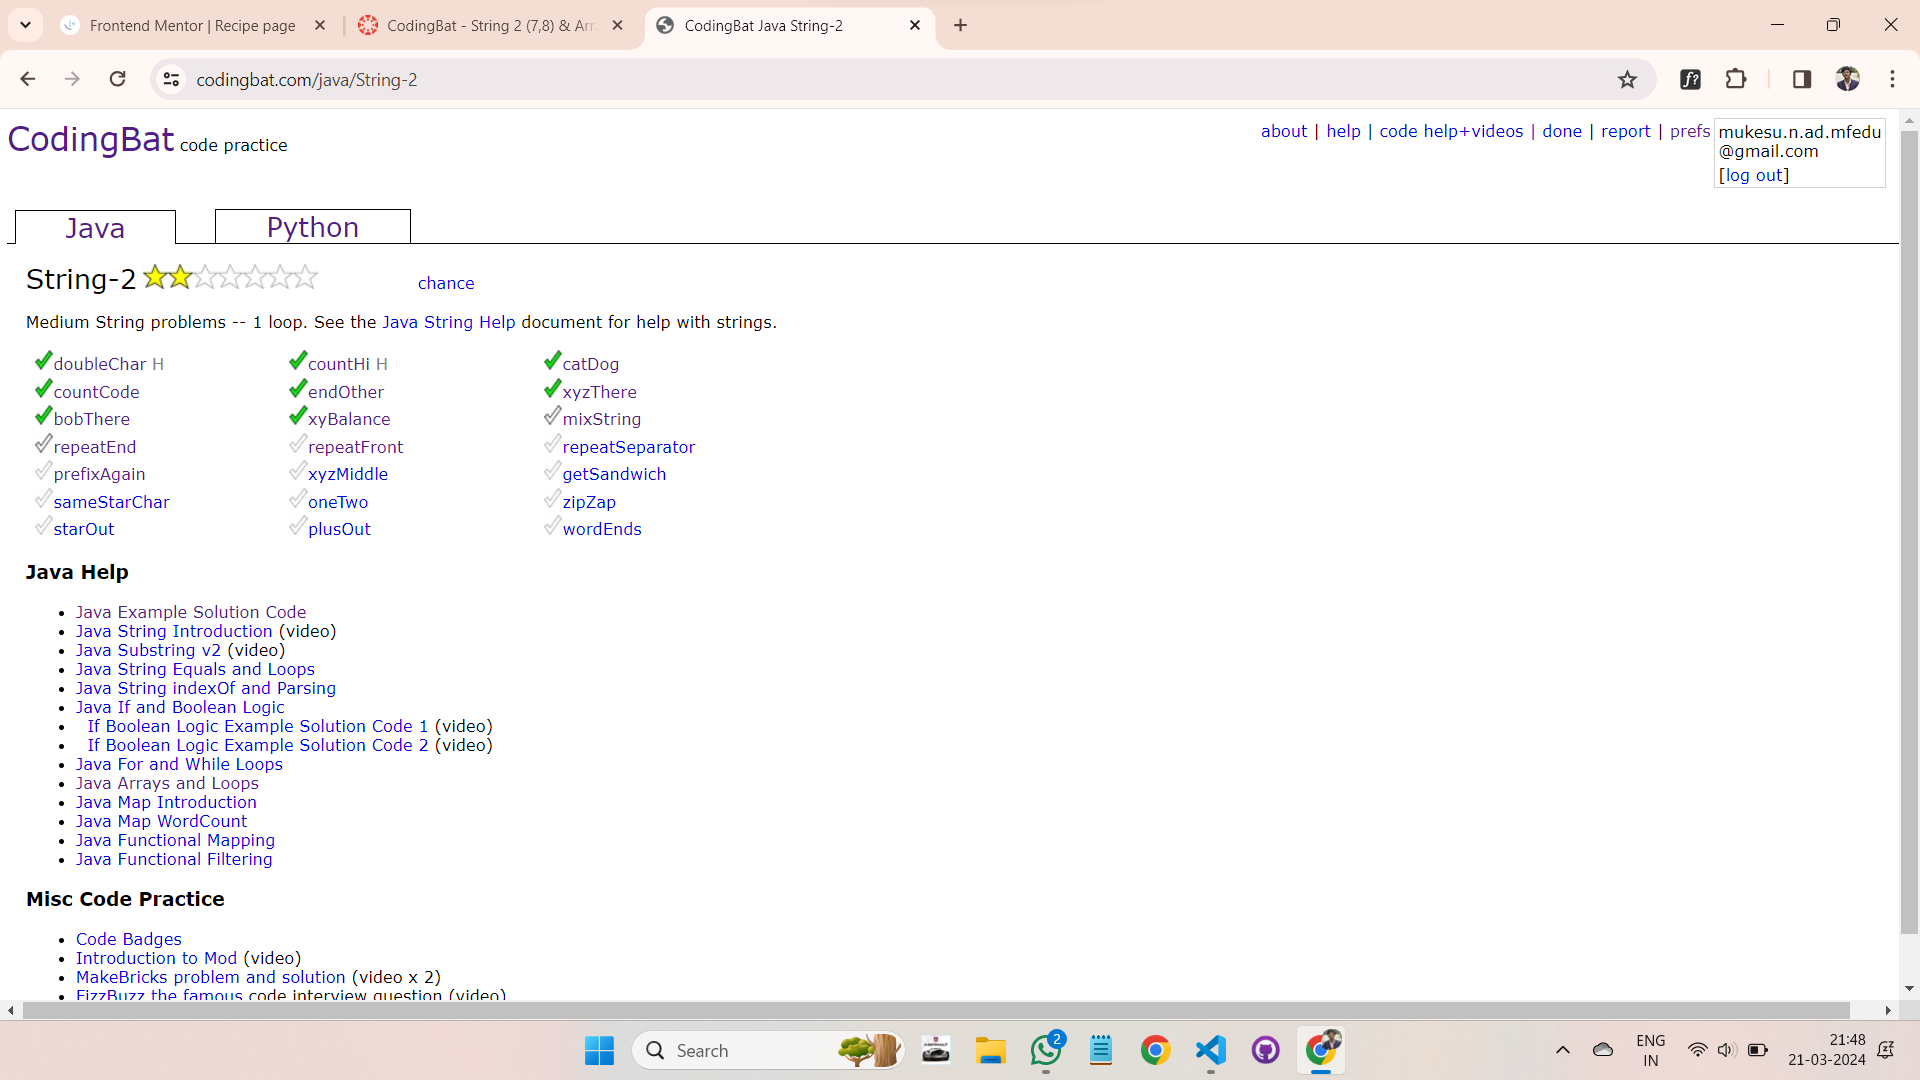 Frontend Mentor | Recipe page
CodingBat - String 2 (7,8) & Arr
CodingBat Java String-2
codingbat.com/java/String-2
CodingBat code practice
about | help | code help+videos | done | report | prefs
mukesu.n.ad.mfedu
@gmail.com
[log out]
Java
Python
String-2
chance
Medium String problems -- 1 loop. See the Java String Help document for help with strings.
doubleChar H countHi H catDog
countCode endOther xyzThere
bobThere xyBalance mixString
repeatEnd repeatFront repeatSeparator
prefixAgain xyzMiddle getSandwich
sameStarChar oneTwo zipZap
starOut plusOut wordEnds
Java Help
Java Example Solution Code
Java String Introduction (video)
Java Substring v2 (video)
Java String Equals and Loops
Java String indexOf and Parsing
Java If and Boolean Logic
If Boolean Logic Example Solution Code 1 (video)
If Boolean Logic Example Solution Code 2 (video)
Java For and While Loops
Java Arrays and Loops
Java Map Introduction
Java Map WordCount
Java Functional Mapping
Java Functional Filtering
Misc Code Practice
Code Badges
Introduction to Mod (video)
MakeBricks problem and solution (video x 2)
FizzBuzz the famous code interview question (video)
Search
2
ENG
IN
21:48
21-03-2024